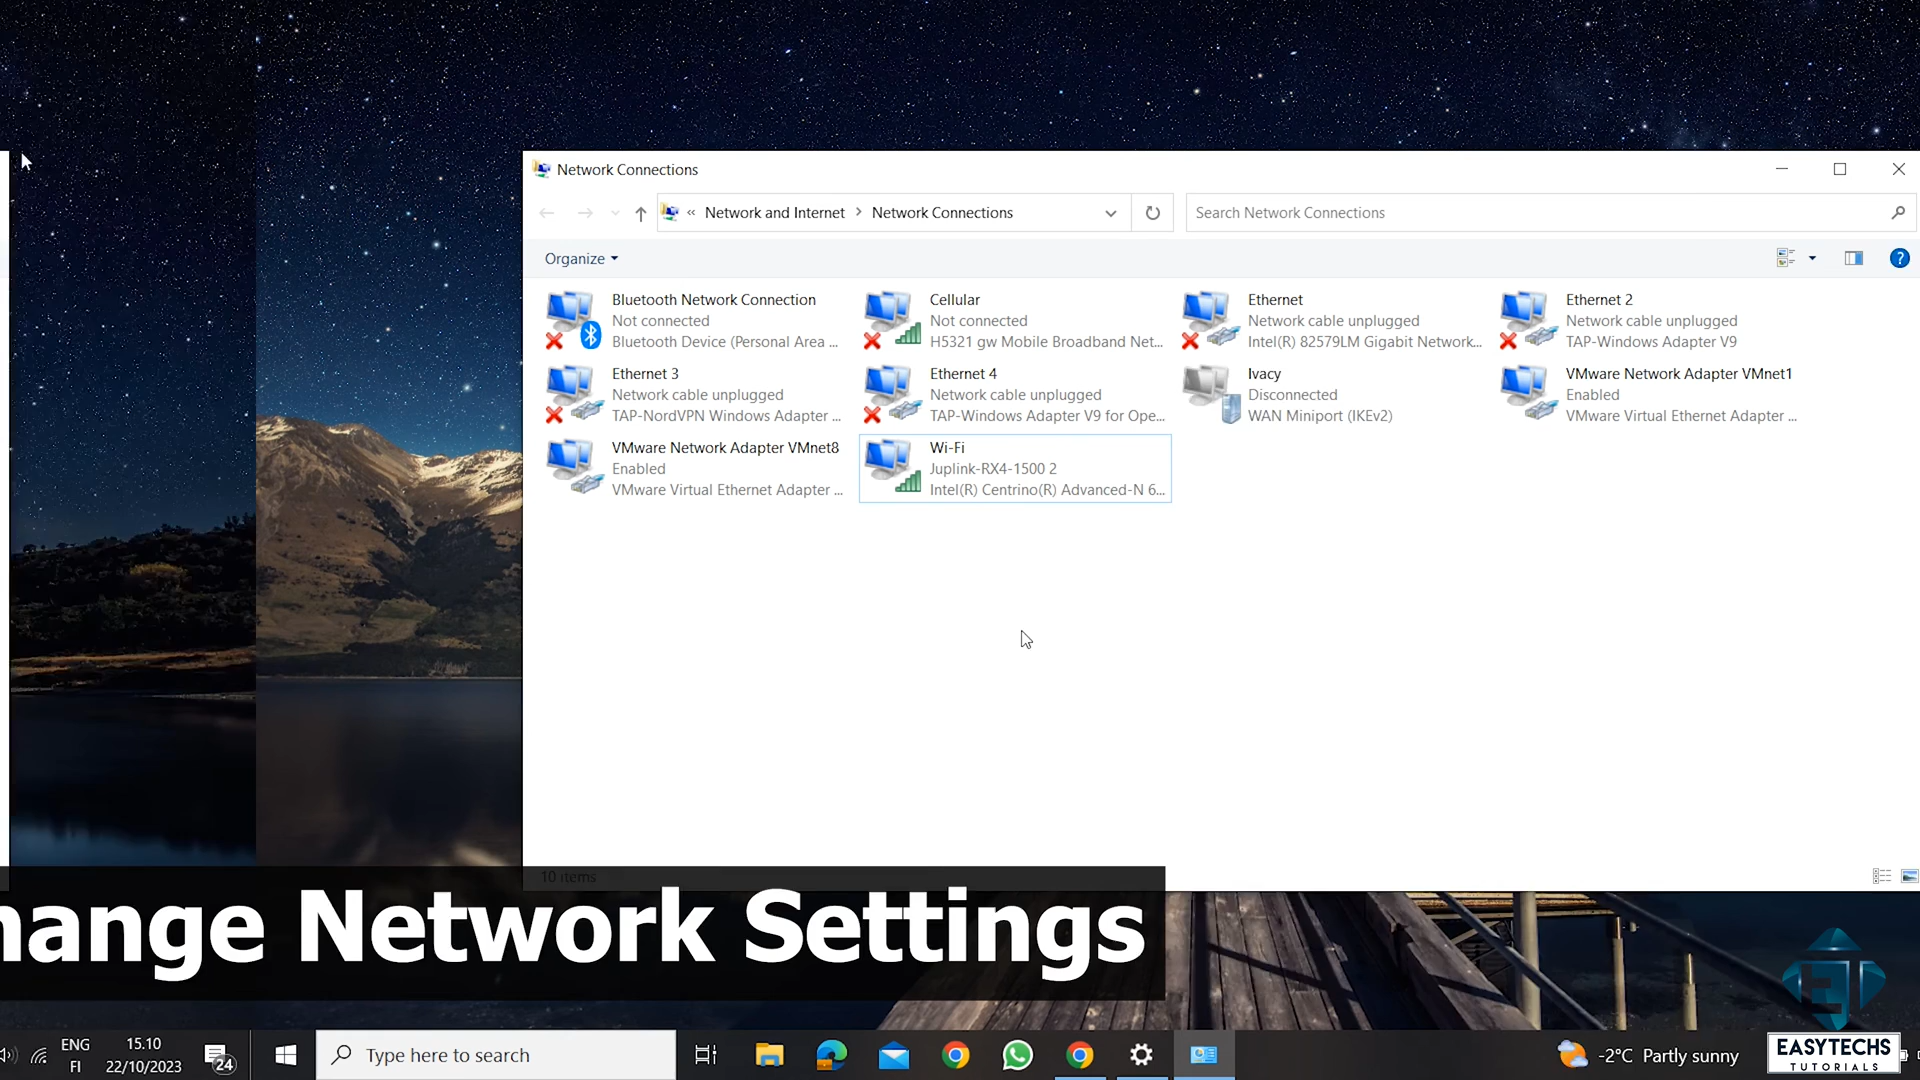 Network Connections
« Network and Internet > Network Connections
Search Network Connections
Organize
Bluetooth Network Connection
Not connected
Bluetooth Device (Personal Area ...
Cellular
Not connected
H5321 gw Mobile Broadband Net...
Ethernet
Network cable unplugged
Intel(R) 82579LM Gigabit Network...
Ethernet 2
Network cable unplugged
TAP-Windows Adapter V9
Ethernet 3
Network cable unplugged
TAP-NordVPN Windows Adapter ...
Ethernet 4
Network cable unplugged
TAP-Windows Adapter V9 for Ope...
Ivacy
Disconnected
WAN Miniport (IKEv2)
VMware Network Adapter VMnet1
Enabled
VMware Virtual Ethernet Adapter ...
VMware Network Adapter VMnet8
Enabled
VMware Virtual Ethernet Adapter ...
Wi-Fi
Juplink-RX4-1500 2
Intel(R) Centrino(R) Advanced-N 6...
10 items
hange Network Settings
ENG
FI
15.10
22/10/2023
24
Type here to search
-2°C Partly sunny
ET
EASYTECHS
TUTORIALS